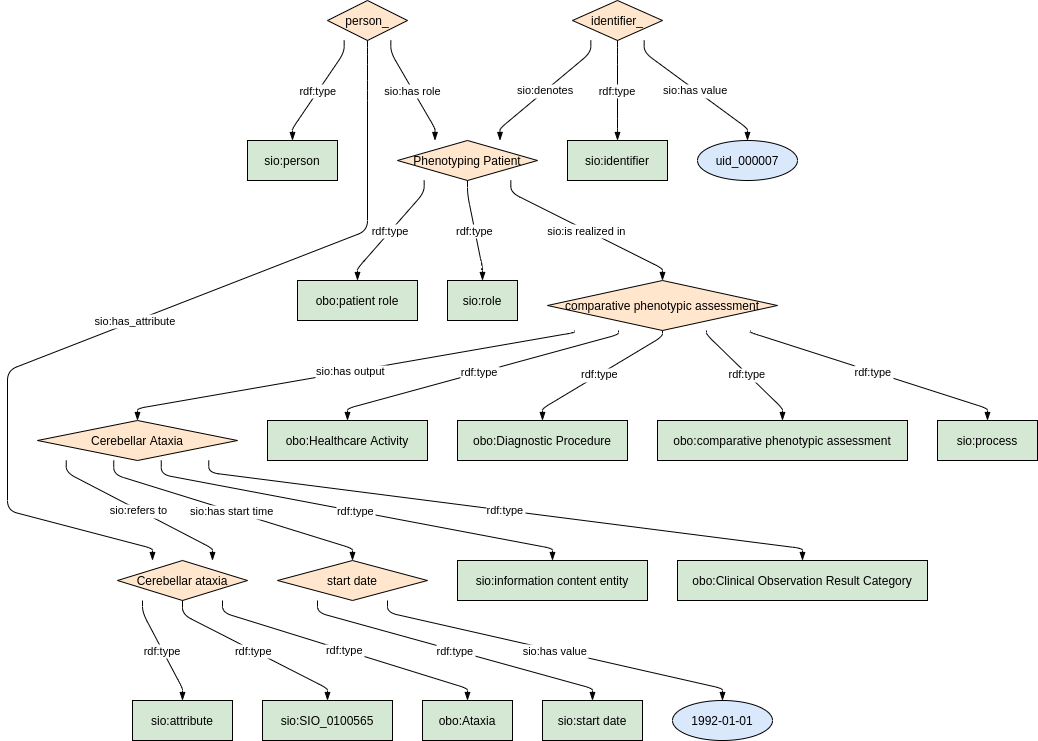 person_
identifier_
rdf:type
sio:has role
sio:denotes
rdf:type
sio:has value
sio:person
Phenotyping Patient
sio:identifier
uid_000007
rdf:type
rdf:type
sio:is realized in
obo:patient role
sio:role
comparative phenotypic assessment
sio:has_attribute
sio:has output
rdf:type
rdf:type
rdf:type
rdf:type
Cerebellar Ataxia
obo:Healthcare Activity
obo:Diagnostic Procedure
obo:comparative phenotypic assessment
sio:process
sio:refers to
sio:has start time
rdf:type
rdf:type
Cerebellar ataxia
start date
sio:information content entity
obo:Clinical Observation Result Category
rdf:type
rdf:type
rdf:type
rdf:type
sio:has value
sio:attribute
sio:SIO_0100565
obo:Ataxia
sio:start date
1992-01-01